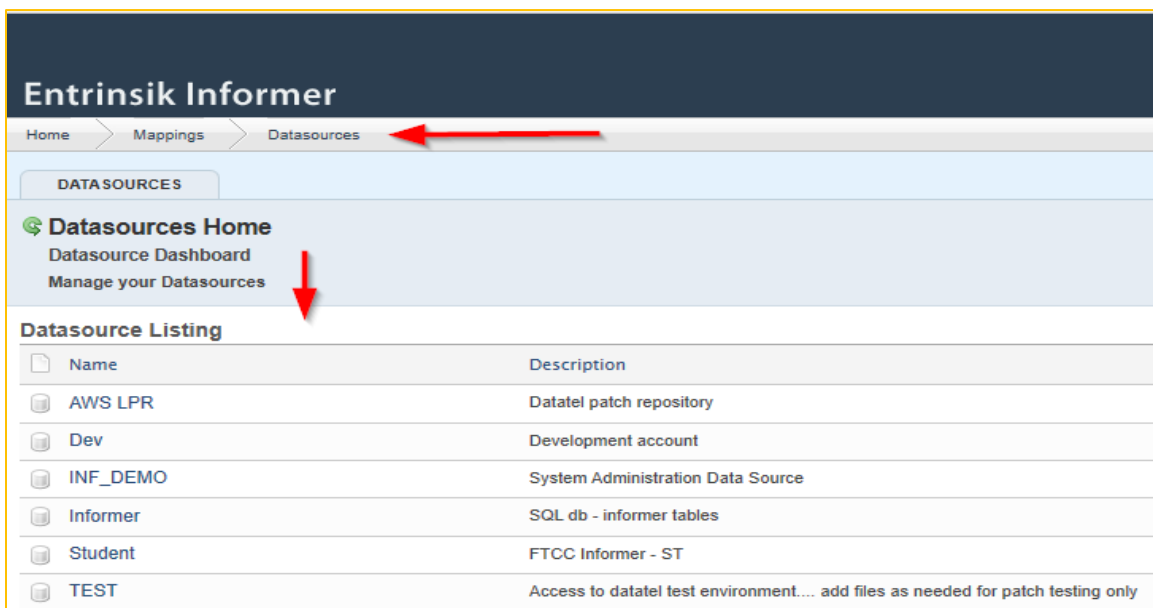 Entrinsik Informer
Home Mappings Datasources
DATASOURCES
Datasources Home
Datasource Dashboard
Manage your Datasources
Datasource Listing
Name Description
AWS LPR Datatel patch repository
Dev Development account
INF_DEMO System Administration Data Source
Informer SQL db - informer tables
Student FTCC Informer - ST
TEST Access to datatel test environment.... add files as needed for patch testing only